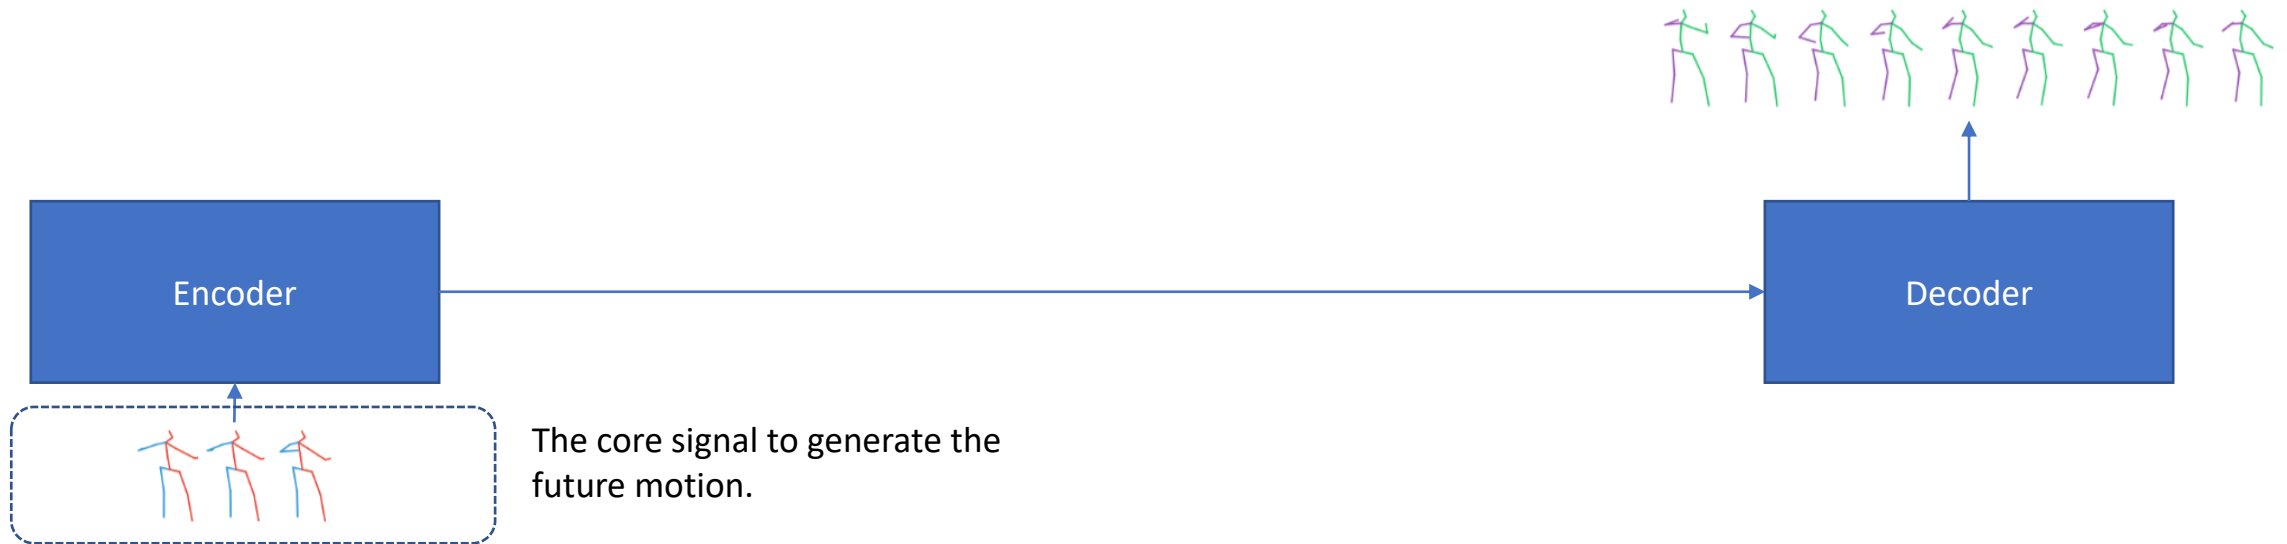 Encoder
Decoder
The core signal to generate the
future motion.